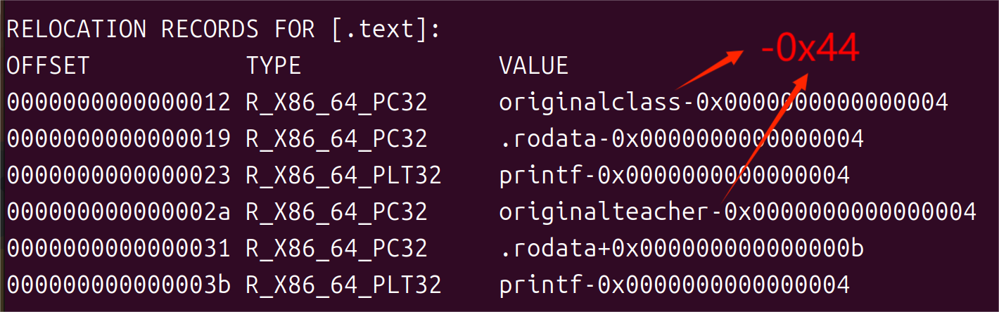 RELOCATION RECORDS FOR [.text]:
-0x44
OFFSET TYPE VALUE
0000000000000012 R_X86_64_PC32 originalclass-0x0000000000000004
0000000000000019 R_X86_64_PC32 .rodata-0x0000000000000004
0000000000000023 R_X86_64_PLT32 printf-0x0000000000000004
000000000000002a R_X86_64_PC32 originalteacher-0x0000000000000004
0000000000000031 R_X86_64_PC32 .rodata+0x000000000000000b
000000000000003b R_X86_64_PLT32 printf-0x0000000000000004